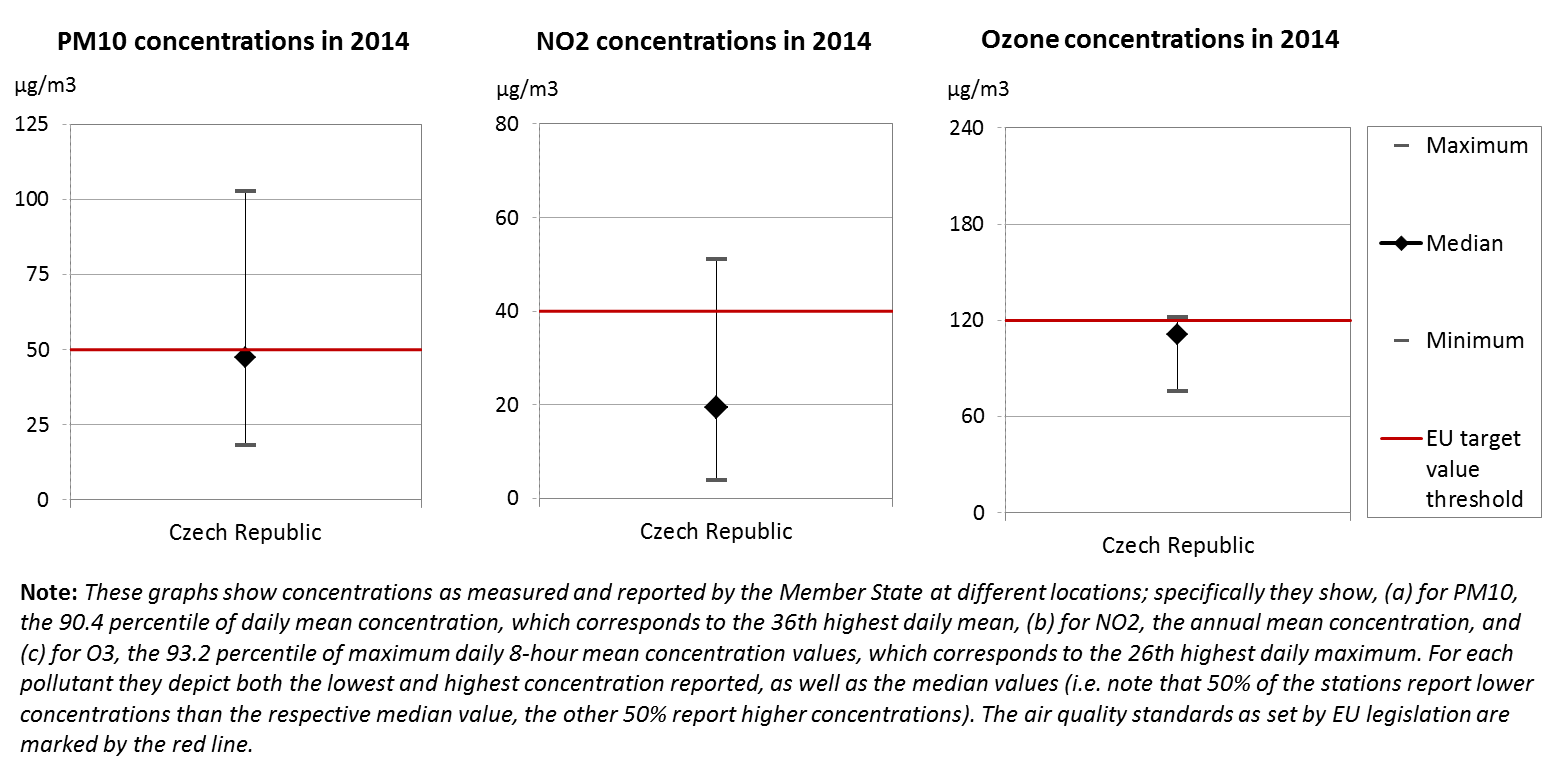 PM10 concentrations in 2014
µg/m3
125
100
75
50
25
0
Czech Republic
NO2 concentrations in 2014
µg/m3
80
60
40
20
0
Czech Republic
Ozone concentrations in 2014
µg/m3
240
180
120
60
0
Czech Republic
Maximum
Median
Minimum
EU target
value
threshold
Note: These graphs show concentrations as measured and reported by the Member State at different locations; specifically they show, (a) for PM10,
the 90.4 percentile of daily mean concentration, which corresponds to the 36th highest daily mean, (b) for NO2, the annual mean concentration, and
(c) for O3, the 93.2 percentile of maximum daily 8-hour mean concentration values, which corresponds to the 26th highest daily maximum. For each
pollutant they depict both the lowest and highest concentration reported, as well as the median values (i.e. note that 50% of the stations report lower
concentrations than the respective median value, the other 50% report higher concentrations). The air quality standards as set by EU legislation are
marked by the red line.